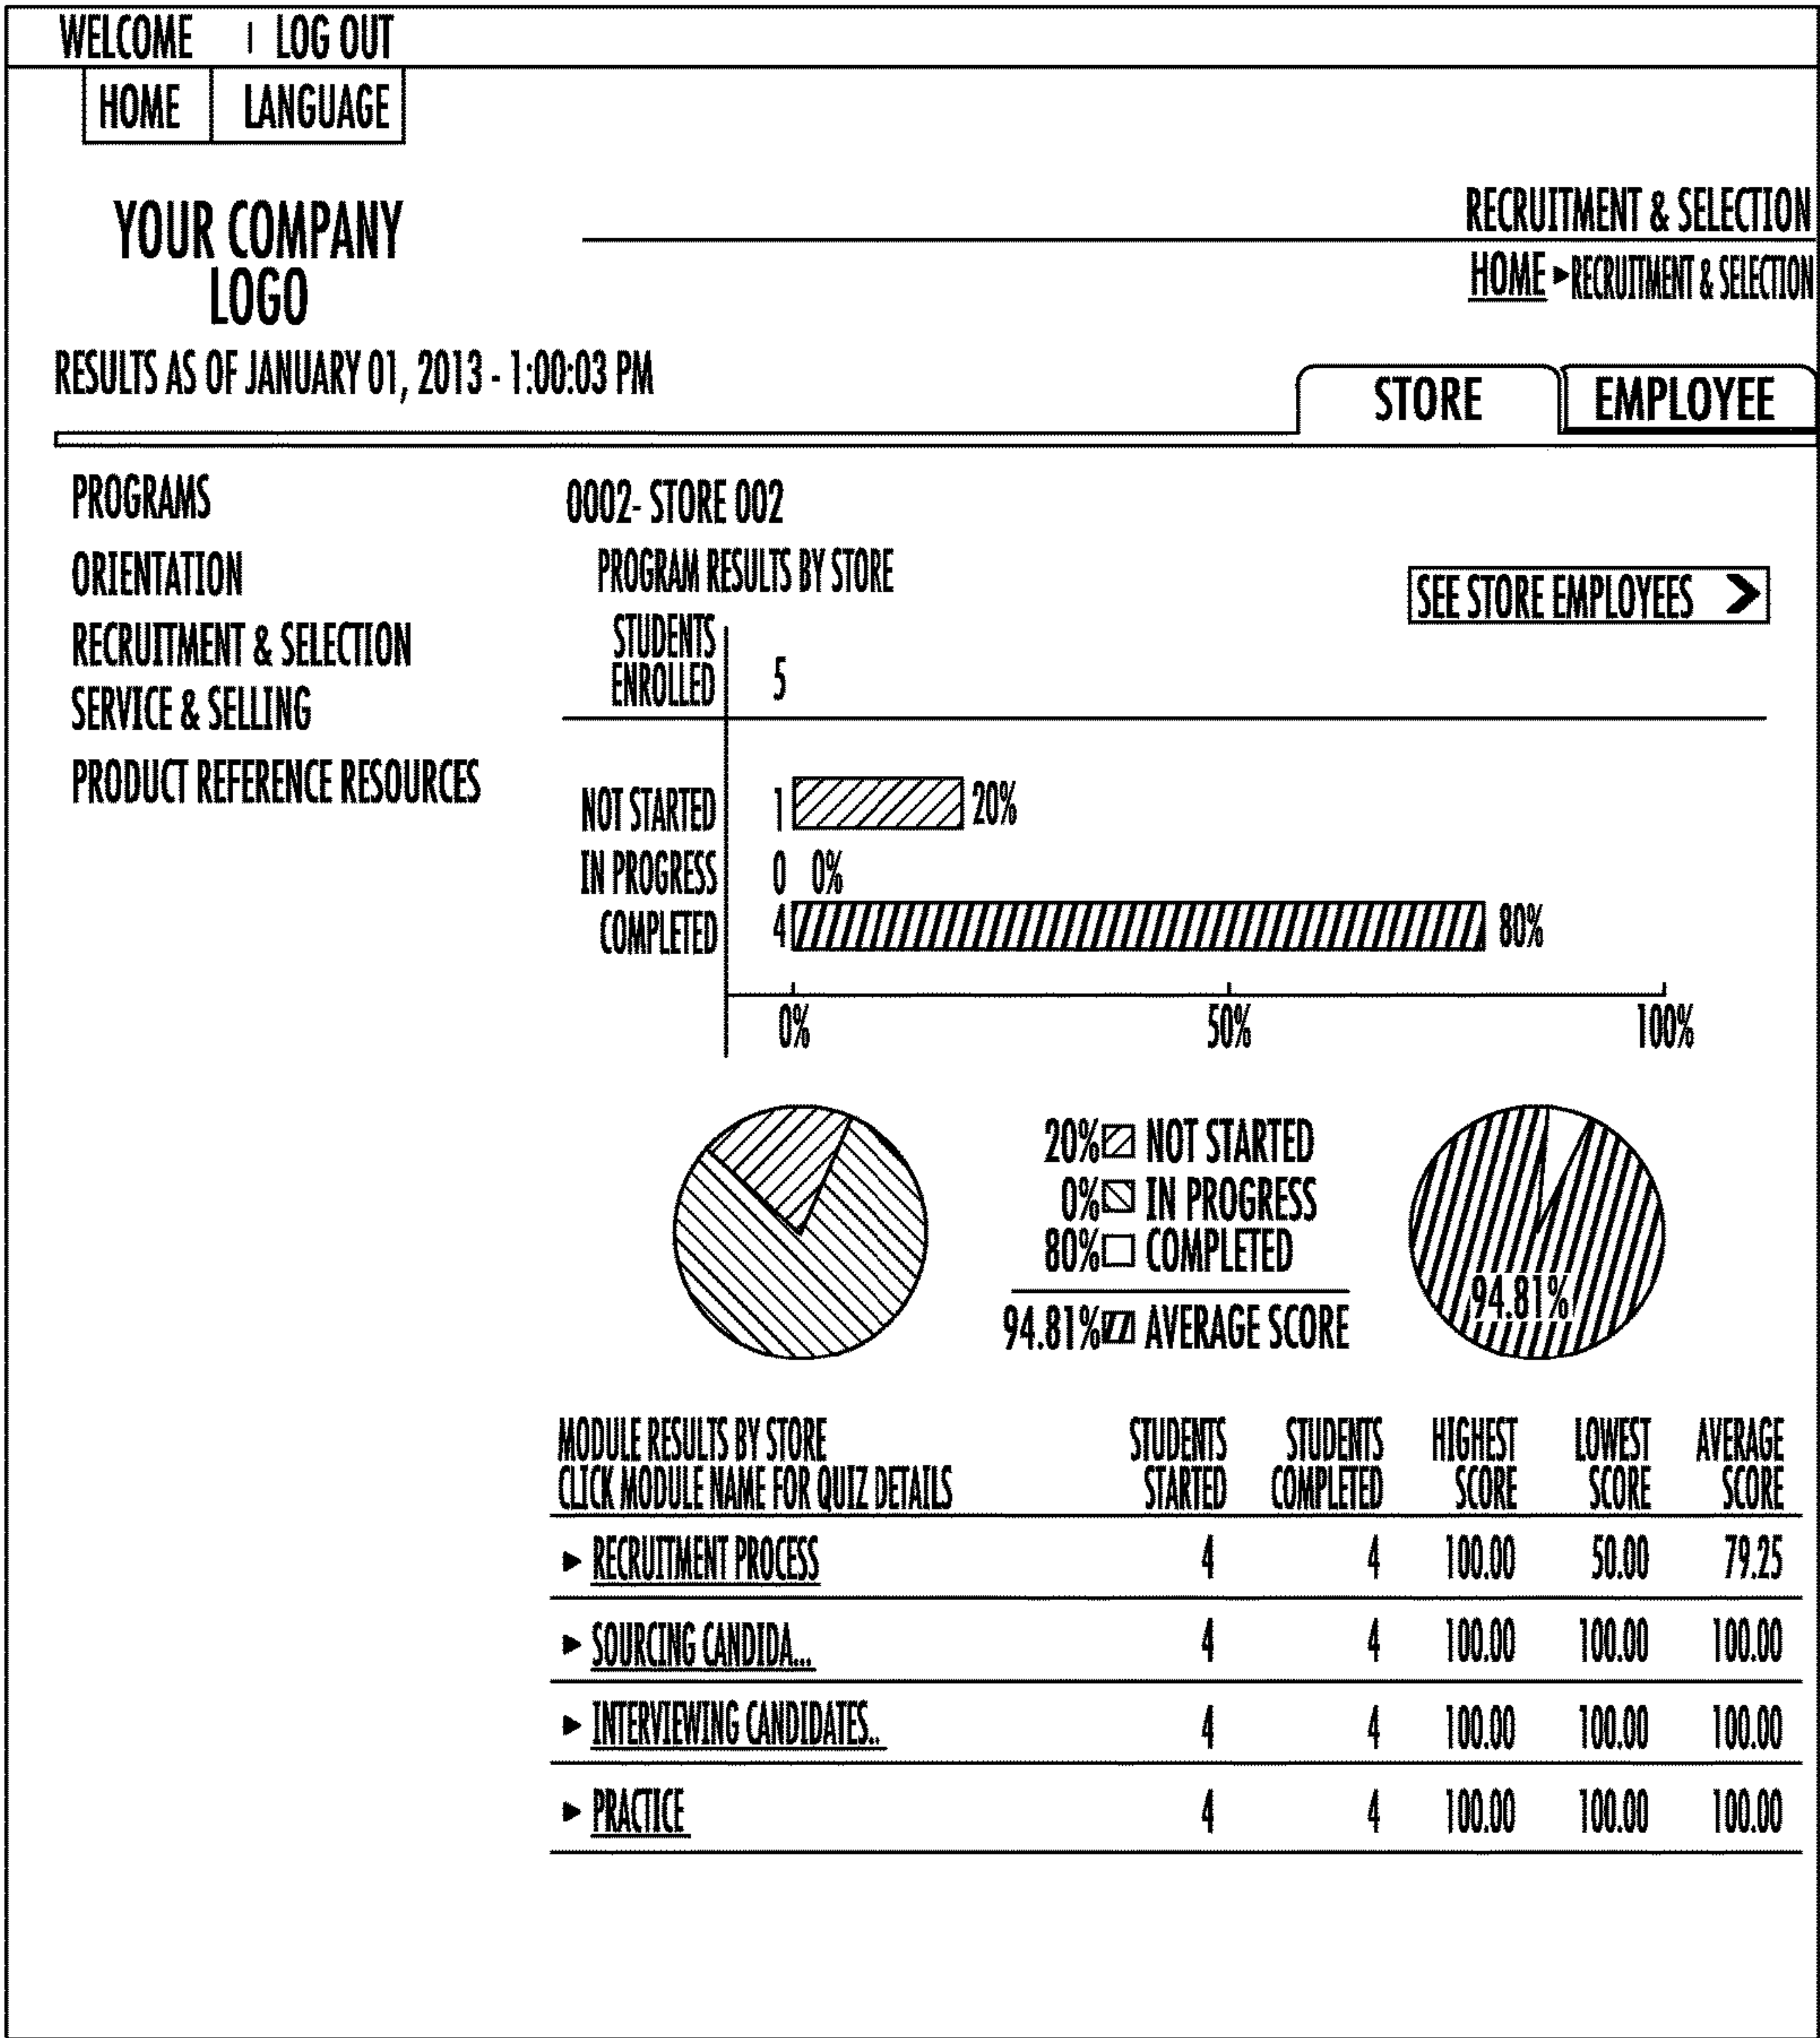 WELCOME | LOG OUT
HOME LANGUAGE
YOUR COMPANY
LOGO
RECRUITMENT & SELECTION
HOME ►RECRUITMENT & SELECTION
RESULTS AS OF JANUARY 01, 2013 - 1:00:03 PM
STORE EMPLOYEE
PROGRAMS
ORIENTATION
RECRUITMENT & SELECTION
SERVICE & SELLING
PRODUCT REFERENCE RESOURCES
0002- STORE 002
PROGRAM RESULTS BY STORE
SEE STORE EMPLOYEES >
STUDENTS
ENROLLED 5
NOT STARTED 1 20%
IN PROGRESS 0 0%
COMPLETED 4 80%
0% 50% 100%
20% NOT STARTED
0% IN PROGRESS
80% COMPLETED
94.81% AVERAGE SCORE
94.81%
MODULE RESULTS BY STORE STUDENTS STUDENTS HIGHEST LOWEST AVERAGE
CLICK MODULE NAME FOR QUIZ DETAILS STARTED COMPLETED SCORE SCORE SCORE
► RECRUITMENT PROCESS 4 4 100.00 50.00 79.25
► SOURCING CANDIDA... 4 4 100.00 100.00 100.00
► INTERVIEWING CANDIDATES.. 4 4 100.00 100.00 100.00
► PRACTICE 4 4 100.00 100.00 100.00